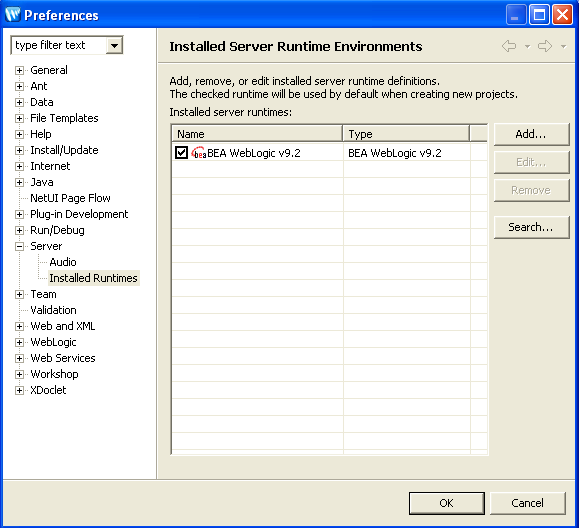 Preferences
type filter text
General
Ant
Data
File Templates
Help
Install/Update
Internet
Java
NetUI Page Flow
Plug-in Development
Run/Debug
Server
Audio
Installed Runtimes
Team
Validation
Web and XML
WebLogic
Web Services
Workshop
XDoclet
Installed Server Runtime Environments
Add, remove, or edit installed server runtime definitions.
The checked runtime will be used by default when creating new projects.
Installed server runtimes:
Name Type
bea BEA WebLogic v9.2 BEA WebLogic v9.2
Add...
Edit...
Remove
Search...
OK Cancel